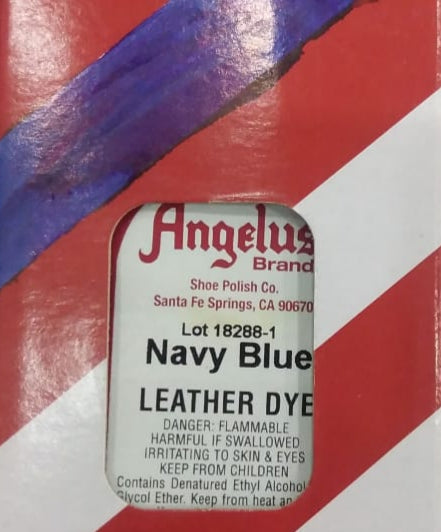 Angelus
Brand
Shoe Polish Co.
Santa Fe Springs, CA 90670
Lot 18288-1
Navy Blue
LEATHER DYE
DANGER: FLAMMABLE
HARMFUL IF SWALLOWED
IRRITATING TO SKIN & EYES
KEEP FROM CHILDREN
Contains Denatured Ethyl Alcohol
Glycol Ether. Keep from heat an